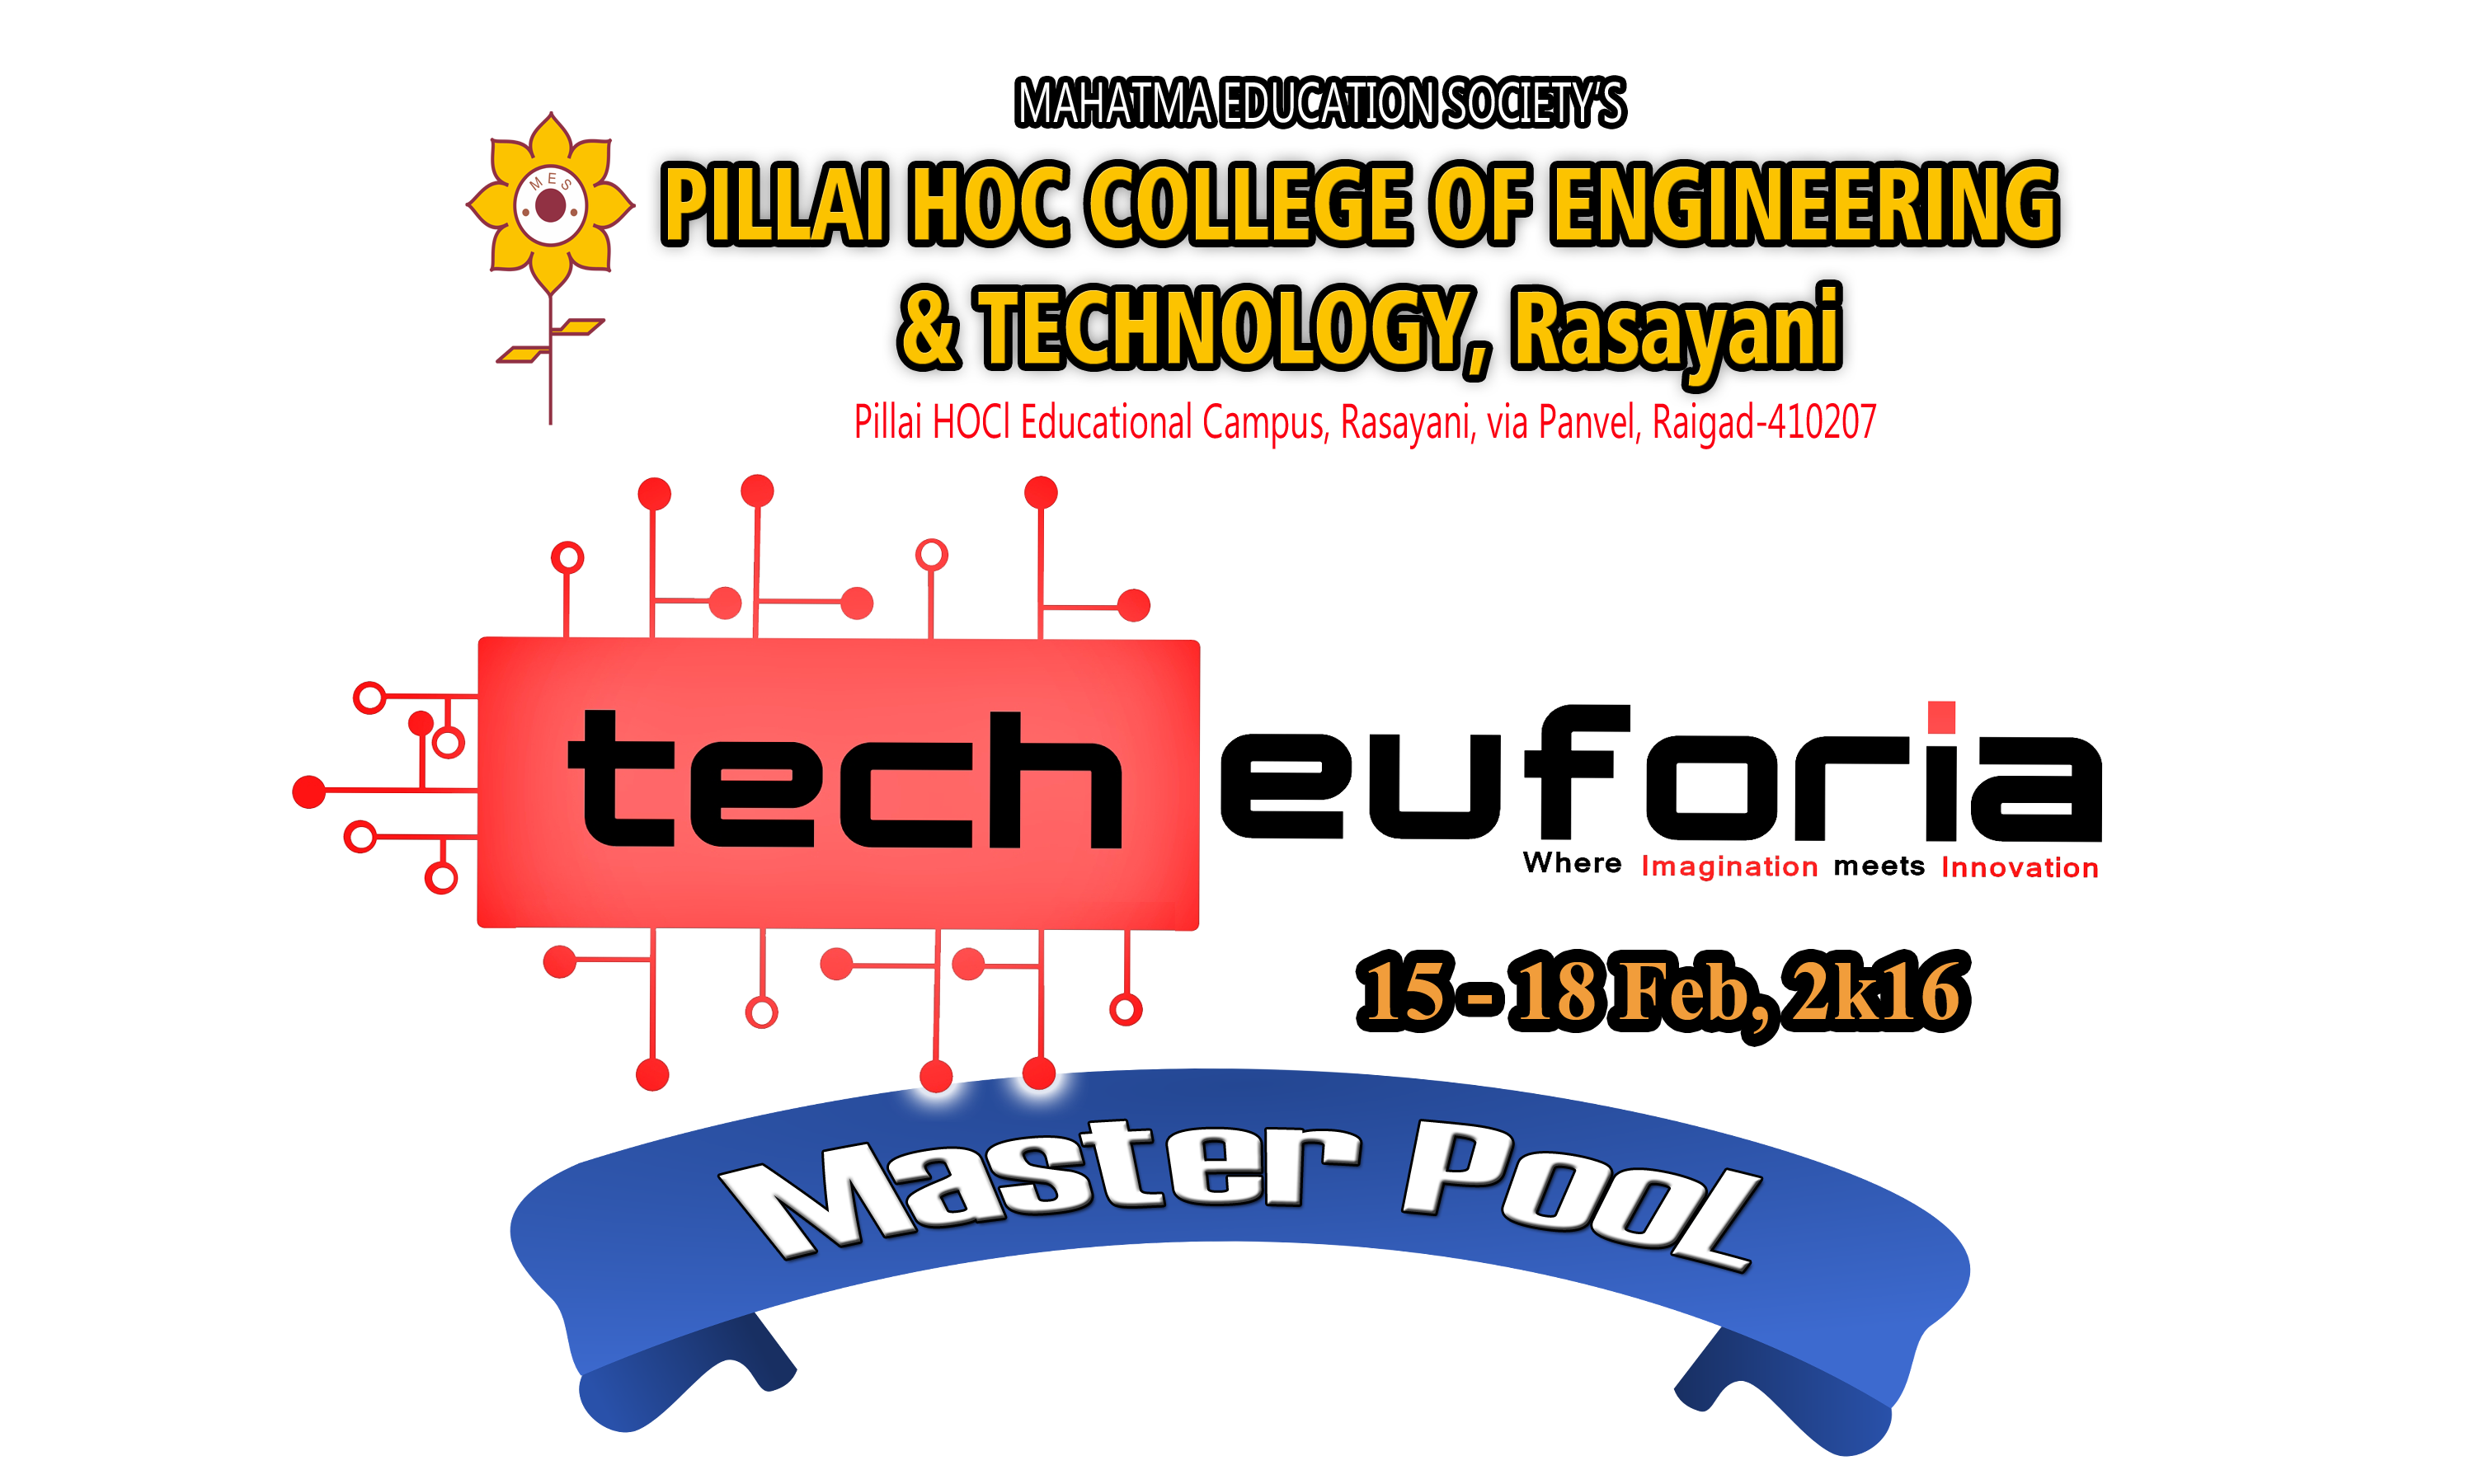 MAHATMA EDUCATION SOCIETY'S
MES
PILLAI HOC COLLEGE OF ENGINEERING
& TECHNOLOGY, Rasayani
Pillai HOCl Educational Campus, Rasayani, via Panvel, Raigad-410207
tech euforia
Where Imagination meets Innovation
15 - 18 Feb, 2k16
Master PooL